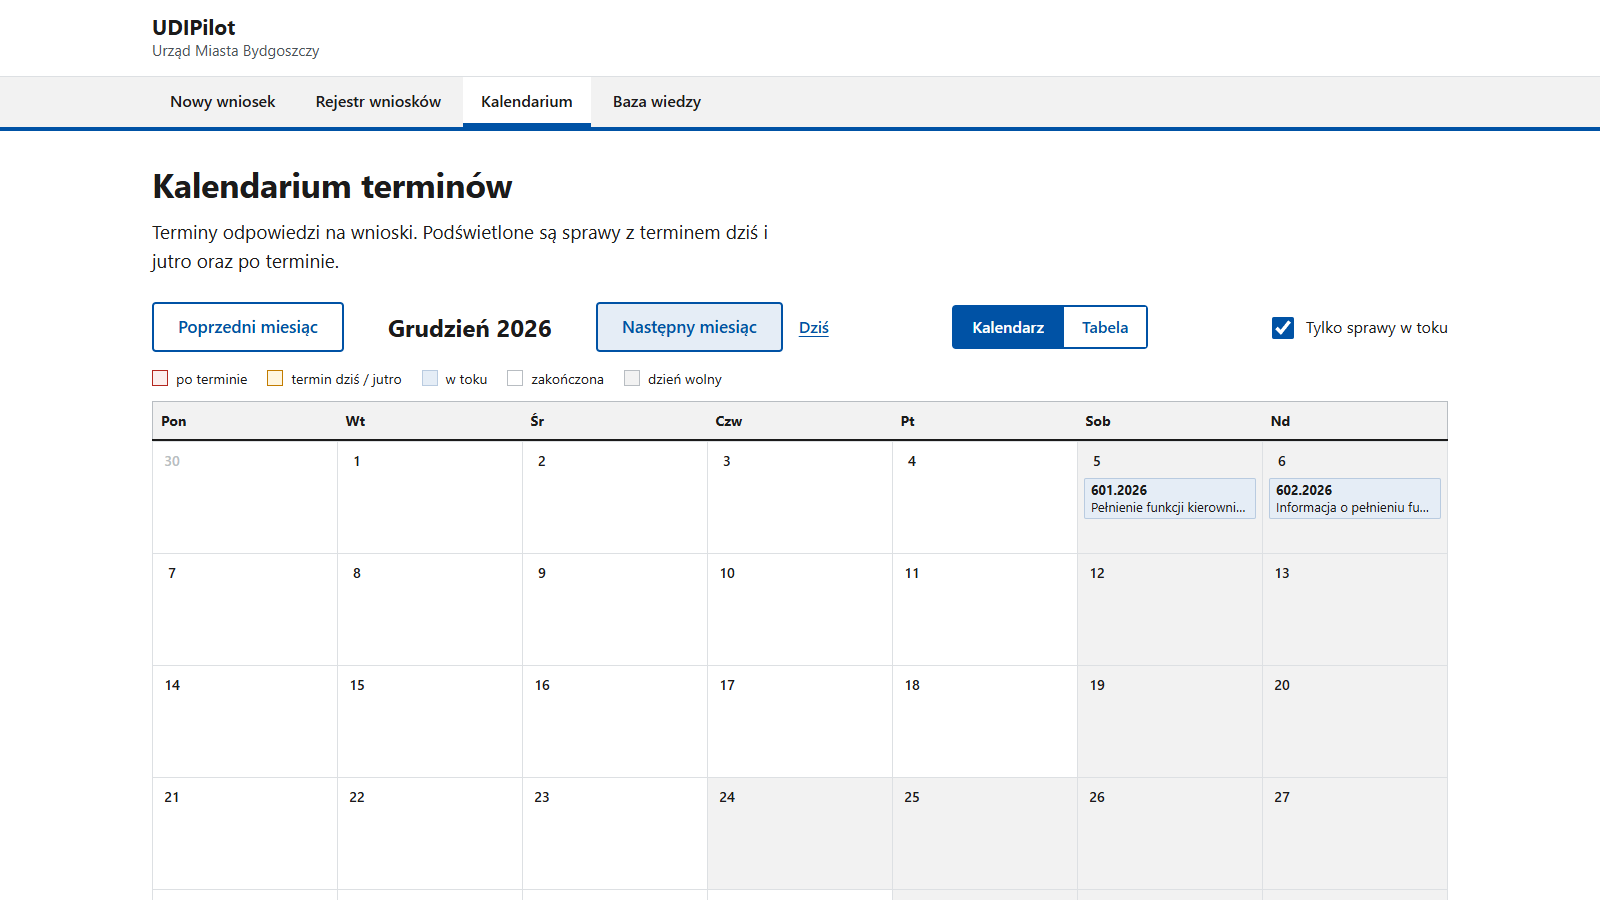 UDIPilot
Urząd Miasta Bydgoszczy
Nowy wniosek Rejestr wniosków Kalendarium Baza wiedzy
Kalendarium terminów
Terminy odpowiedzi na wnioski. Podświetlone są sprawy z terminem dziś i
jutro oraz po terminie.
Poprzedni miesiąc Grudzień 2026 Następny miesiąc Dziś Kalendarz Tabela Tylko sprawy w toku
po terminie termin dziś / jutro w toku zakończona dzień wolny
Pon Wt Śr Czw Pt Sob Nd
30 1 2 3 4 5 6
601.2026 602.2026
Pełnienie funkcji kierowni... Informacja o pełnieniu fu...
7 8 9 10 11 12 13
14 15 16 17 18 19 20
21 22 23 24 25 26 27